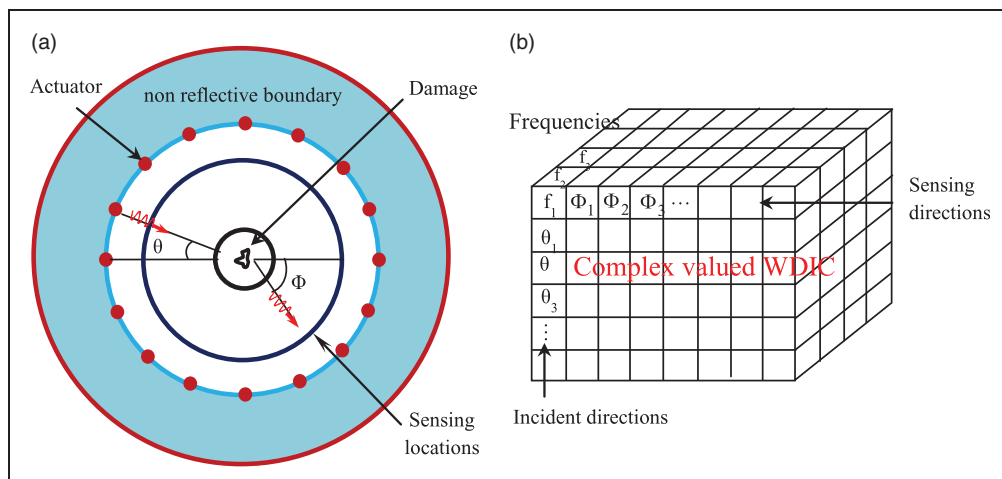 (a)
Actuator
non reflective boundary
Damage
θ
Φ
Sensing
locations
(b)
Frequencies
f3
f2
f1 Φ1 Φ2 Φ3 ...
θ1
θ
θ3
⋮
Complex valued WDIC
Sensing
directions
Incident directions